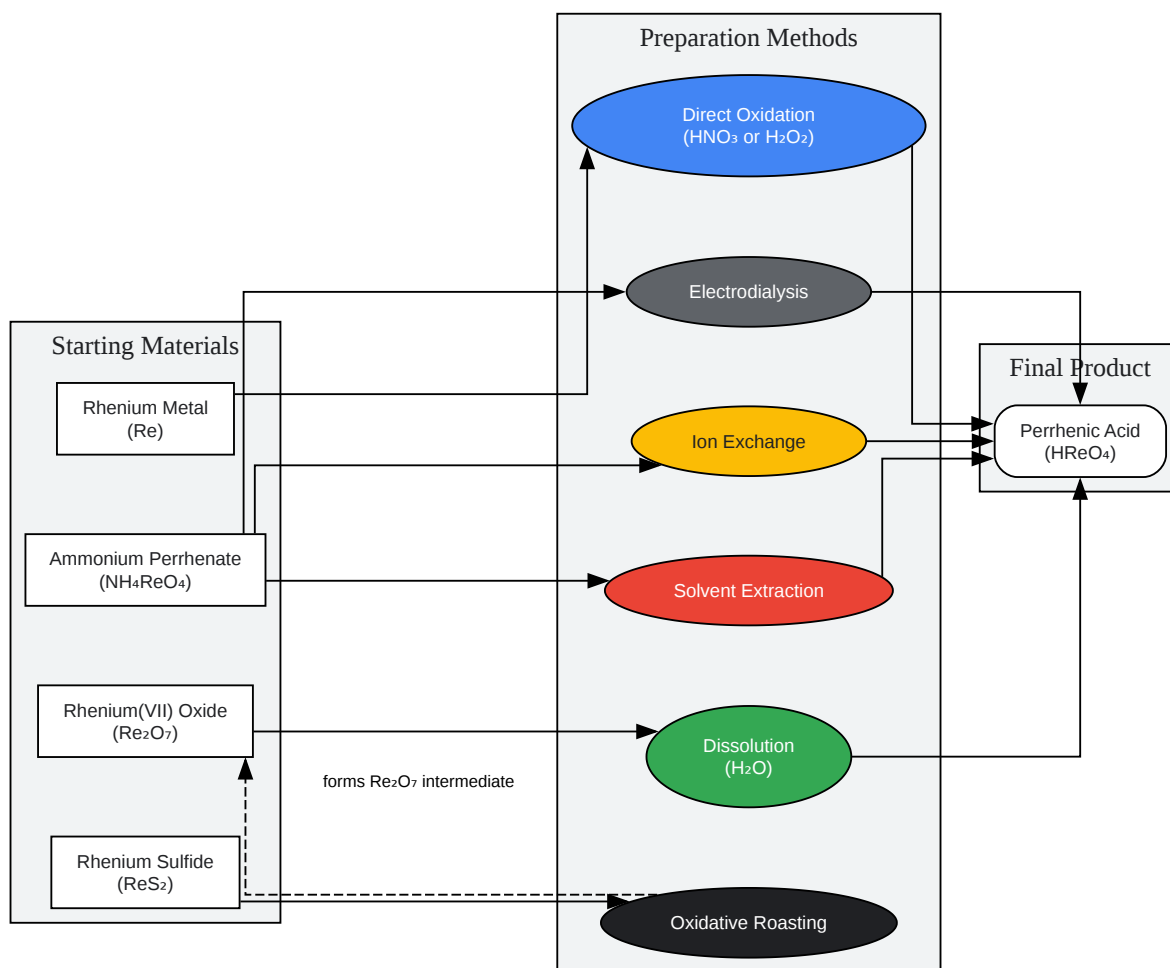 Preparation Methods
Direct Oxidation
(HNO₃ or H₂O₂)
Electrodialysis
Ion Exchange
Solvent Extraction
Dissolution
(H₂O)
Oxidative Roasting
Starting Materials
Rhenium Metal
(Re)
Ammonium Perrhenate
(NH₄ReO₄)
Rhenium(VII) Oxide
(Re₂O₇)
Rhenium Sulfide
(ReS₂)
forms Re₂O₇ intermediate
Final Product
Perrhenic Acid
(HReO₄)